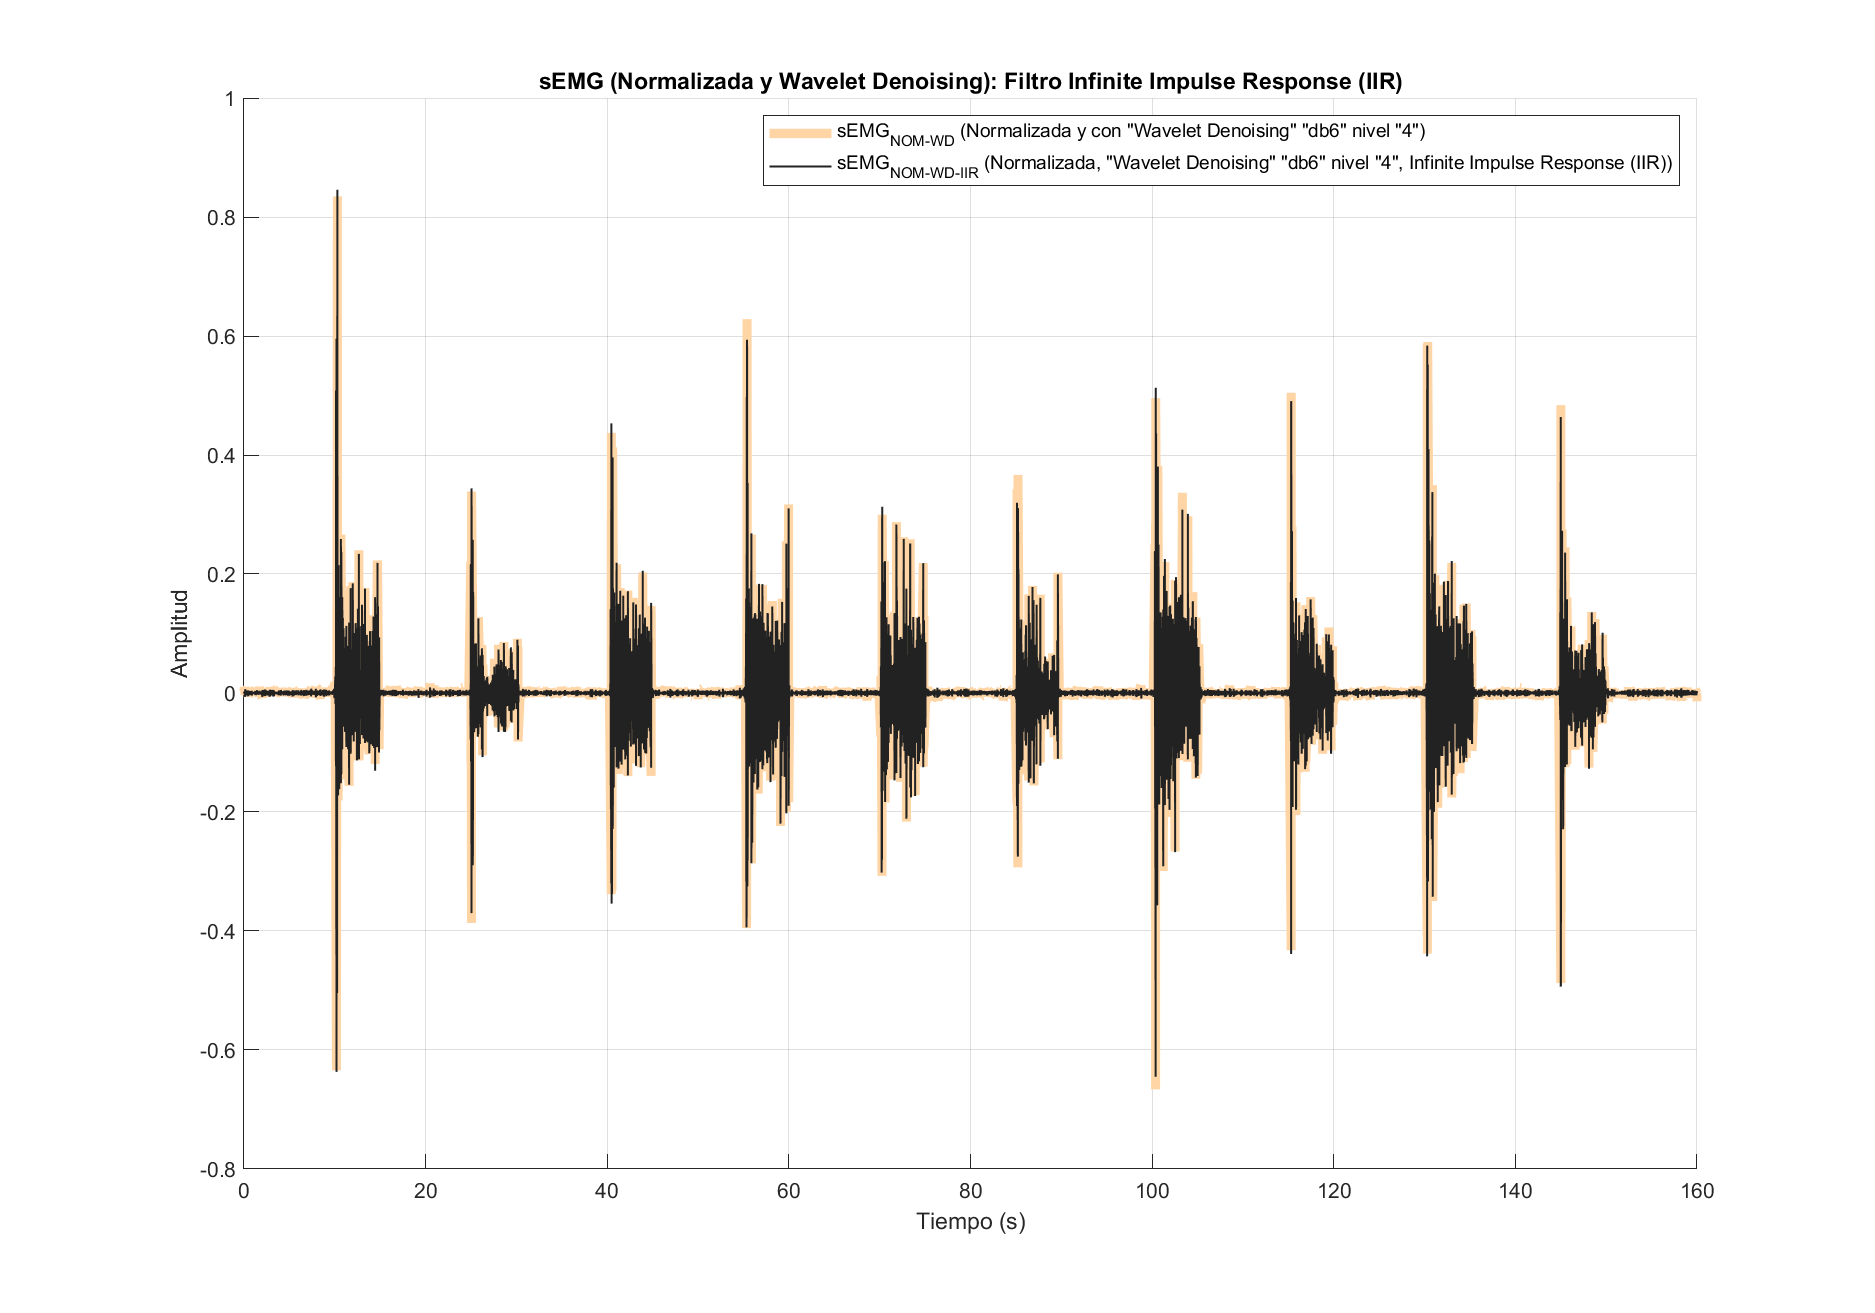 sEMG (Normalizada y Wavelet Denoising): Filtro Infinite Impulse Response (IIR)
sEMG_NOM-WD (Normalizada y con "Wavelet Denoising" "db6" nivel "4")
sEMG_NOM-WD-IIR (Normalizada, "Wavelet Denoising" "db6" nivel "4", Infinite Impulse Response (IIR))
1
0.8
0.6
0.4
0.2
0
-0.2
-0.4
-0.6
-0.8
Amplitud
0 20 40 60 80 100 120 140 160
Tiempo (s)